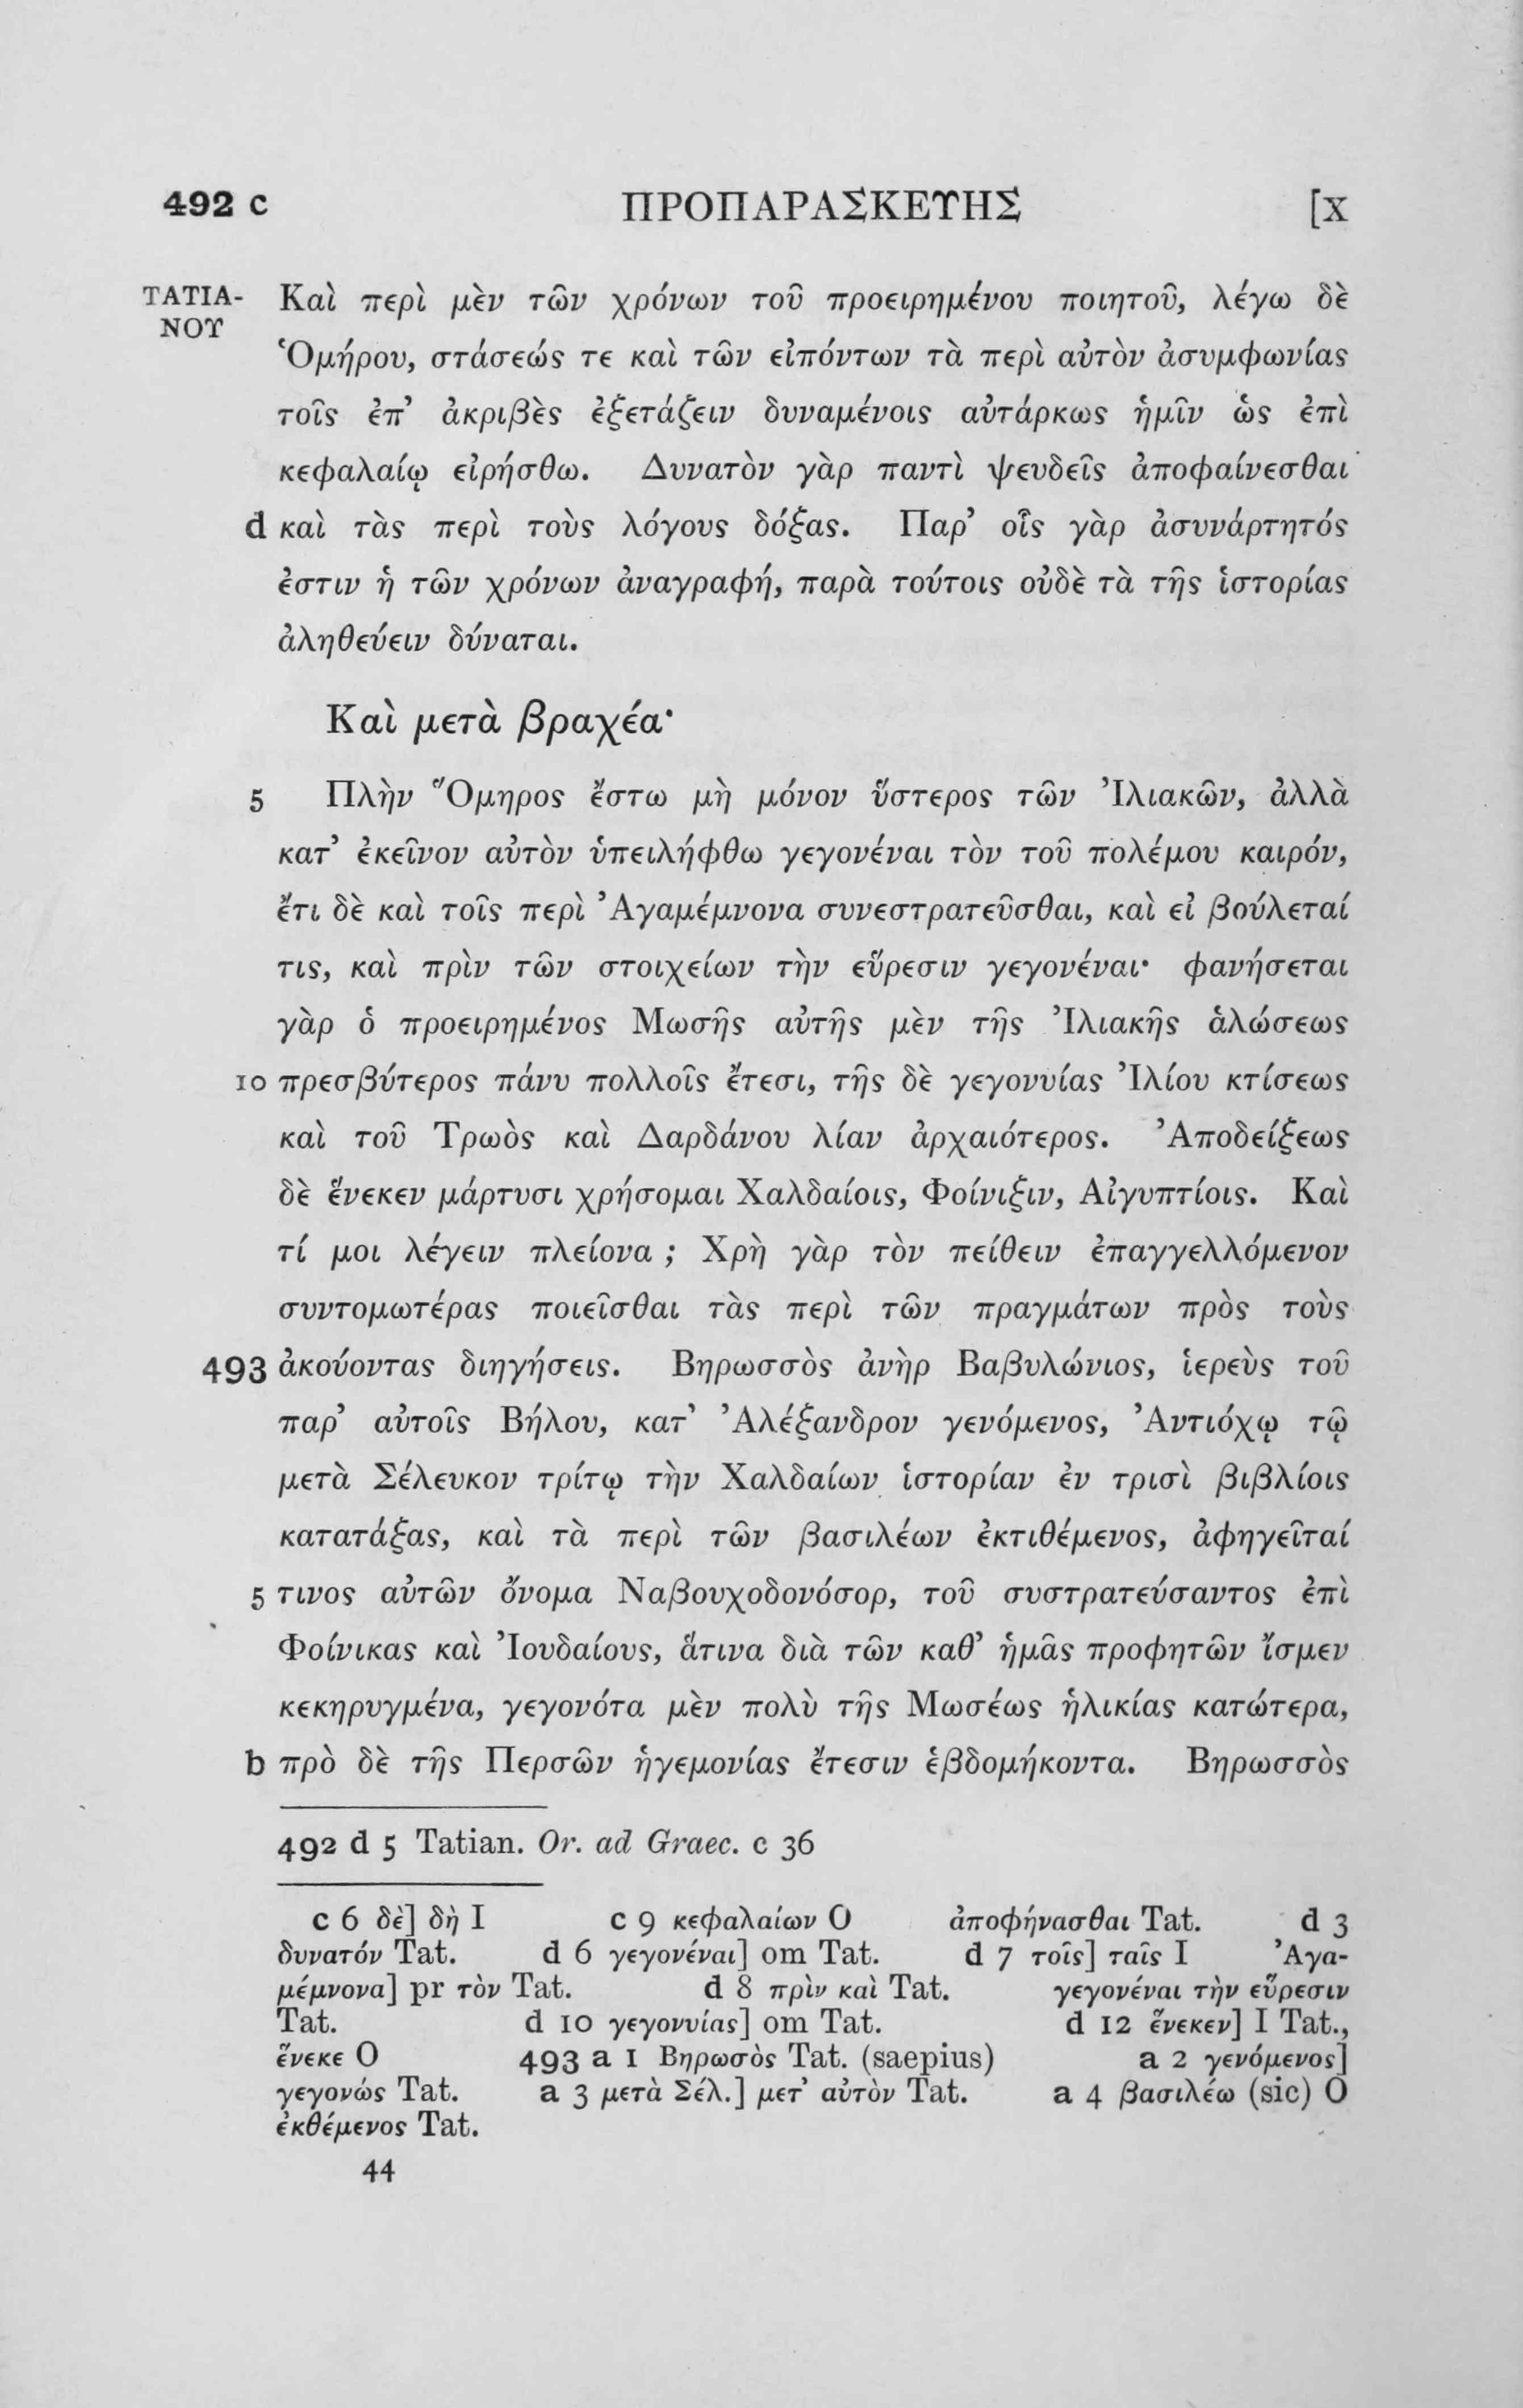 492 c ΠΡΟΠΑΡΑΣΚΕΥΗΣ [X
ΤΑΤΙΑ- Καὶ περὶ μὲν τῶν χρόνων τοῦ προειρημένου ποιητοῦ, λέγω δὲ
ΝΟΥ
Ὁμήρου, στάσεώς τε καὶ τῶν εἰπόντων τὰ περὶ αὐτὸν ἀσυμφωνίας
τοῖς ἐπ’ ἀκριβὲς ἐξετάζειν δυναμένοις αὐτάρκως ἡμῖν ὡς ἐπὶ
κεφαλαίῳ εἰρήσθω. Δυνατὸν γὰρ παντὶ ψευδεῖς ἀποφαίνεσθαι
d καὶ τὰς περὶ τοὺς λόγους δόξας. Παρ’ οἷς γὰρ ἀσυνάρτητός
ἐστιν ἡ τῶν χρόνων ἀναγραφή, παρὰ τούτοις οὐδὲ τὰ τῆς ἱστορίας
ἀληθεύειν δύναται.
Καὶ μετὰ βραχέα·
5 Πλὴν Ὅμηρος ἔστω μὴ μόνον ὕστερος τῶν Ἰλιακῶν, ἀλλὰ
κατ’ ἐκεῖνον αὐτὸν ὑπειλήφθω γεγονέναι τὸν τοῦ πολέμου καιρόν,
ἔτι δὲ καὶ τοῖς περὶ Ἀγαμέμνονα συνεστρατεῦσθαι, καὶ εἰ βούλεταί
τις, καὶ πρὶν τῶν στοιχείων τὴν εὕρεσιν γεγονέναι· φανήσεται
γὰρ ὁ προειρημένος Μωσῆς αὐτῆς μὲν τῆς Ἰλιακῆς ἁλώσεως
10 πρεσβύτερος πάνυ πολλοῖς ἔτεσι, τῆς δὲ γεγονυίας Ἰλίου κτίσεως
καὶ τοῦ Τρωὸς καὶ Δαρδάνου λίαν ἀρχαιότερος. Ἀποδείξεως
δὲ ἕνεκεν μάρτυσι χρήσομαι Χαλδαίοις, Φοίνιξιν, Αἰγυπτίοις. Καὶ
τί μοι λέγειν πλείονα ; Χρὴ γὰρ τὸν πείθειν ἐπαγγελλόμενον
συντομωτέρας ποιεῖσθαι τὰς περὶ τῶν πραγμάτων πρὸς τοὺς
493 ἀκούοντας διηγήσεις. Βηρωσσὸς ἀνὴρ Βαβυλώνιος, ἱερεὺς τοῦ
παρ’ αὐτοῖς Βήλου, κατ’ Ἀλέξανδρον γενόμενος, Ἀντιόχῳ τῷ
μετὰ Σέλευκον τρίτῳ τὴν Χαλδαίων ἱστορίαν ἐν τρισὶ βιβλίοις
κατατάξας, καὶ τὰ περὶ τῶν βασιλέων ἐκτιθέμενος, ἀφηγεῖταί
5 τινος αὐτῶν ὄνομα Ναβουχοδονόσορ, τοῦ συστρατεύσαντος ἐπὶ
Φοίνικας καὶ Ἰουδαίους, ἅτινα διὰ τῶν καθ’ ἡμᾶς προφητῶν ἴσμεν
κεκηρυγμένα, γεγονότα μὲν πολὺ τῆς Μωσέως ἡλικίας κατώτερα,
b πρὸ δὲ τῆς Περσῶν ἡγεμονίας ἔτεσιν ἑβδομήκοντα. Βηρωσσὸς
492 d 5 Tatian. Or. ad Graec. c 36
c 6 δὲ] δὴ I c 9 κεφαλαίων O ἀποφήνασθαι Tat. d 3
δυνατόν Tat. d 6 γεγονέναι] om Tat. d 7 τοῖς] ταῖς I Ἀγα-
μέμνονα] pr τὸν Tat. d 8 πρὶν καὶ Tat. γεγονέναι τὴν εὕρεσιν
Tat. d 10 γεγονυίας] om Tat. d 12 ἕνεκεν] I Tat.,
ἕνεκε O 493 a 1 Βηρωσὸς Tat. (saepius) a 2 γενόμενος]
γεγονώς Tat. a 3 μετὰ Σέλ.] μετ’ αὐτὸν Tat. a 4 βασιλέω (sic) O
ἐκθέμενος Tat.
44